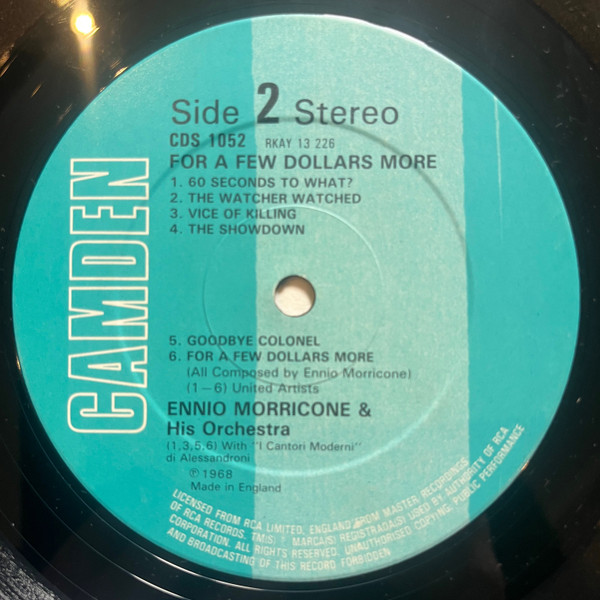 CAMDEN
Side 2 Stereo
CDS 1052 RKAY 13 226
FOR A FEW DOLLARS MORE
1. 60 SECONDS TO WHAT?
2. THE WATCHER WATCHED
3. VICE OF KILLING
4. THE SHOWDOWN
5. GOODBYE COLONEL
6. FOR A FEW DOLLARS MORE
(All Composed by Ennio Morricone)
(1-6) United Artists
ENNIO MORRICONE &
His Orchestra
(1,3,5,6) With "I Cantori Moderni"
di Alessandroni
℗ 1968
Made in England
LICENSED FROM RCA LIMITED, ENGLAND FROM MASTER RECORDINGS
OF RCA RECORDS. TM(S) ® MARCA(S) REGISTRADA(S) USED BY AUTHORITY OF RCA
CORPORATION. ALL RIGHTS RESERVED. UNAUTHORISED COPYING, PUBLIC PERFORMANCE
AND BROADCASTING OF THIS RECORD FORBIDDEN